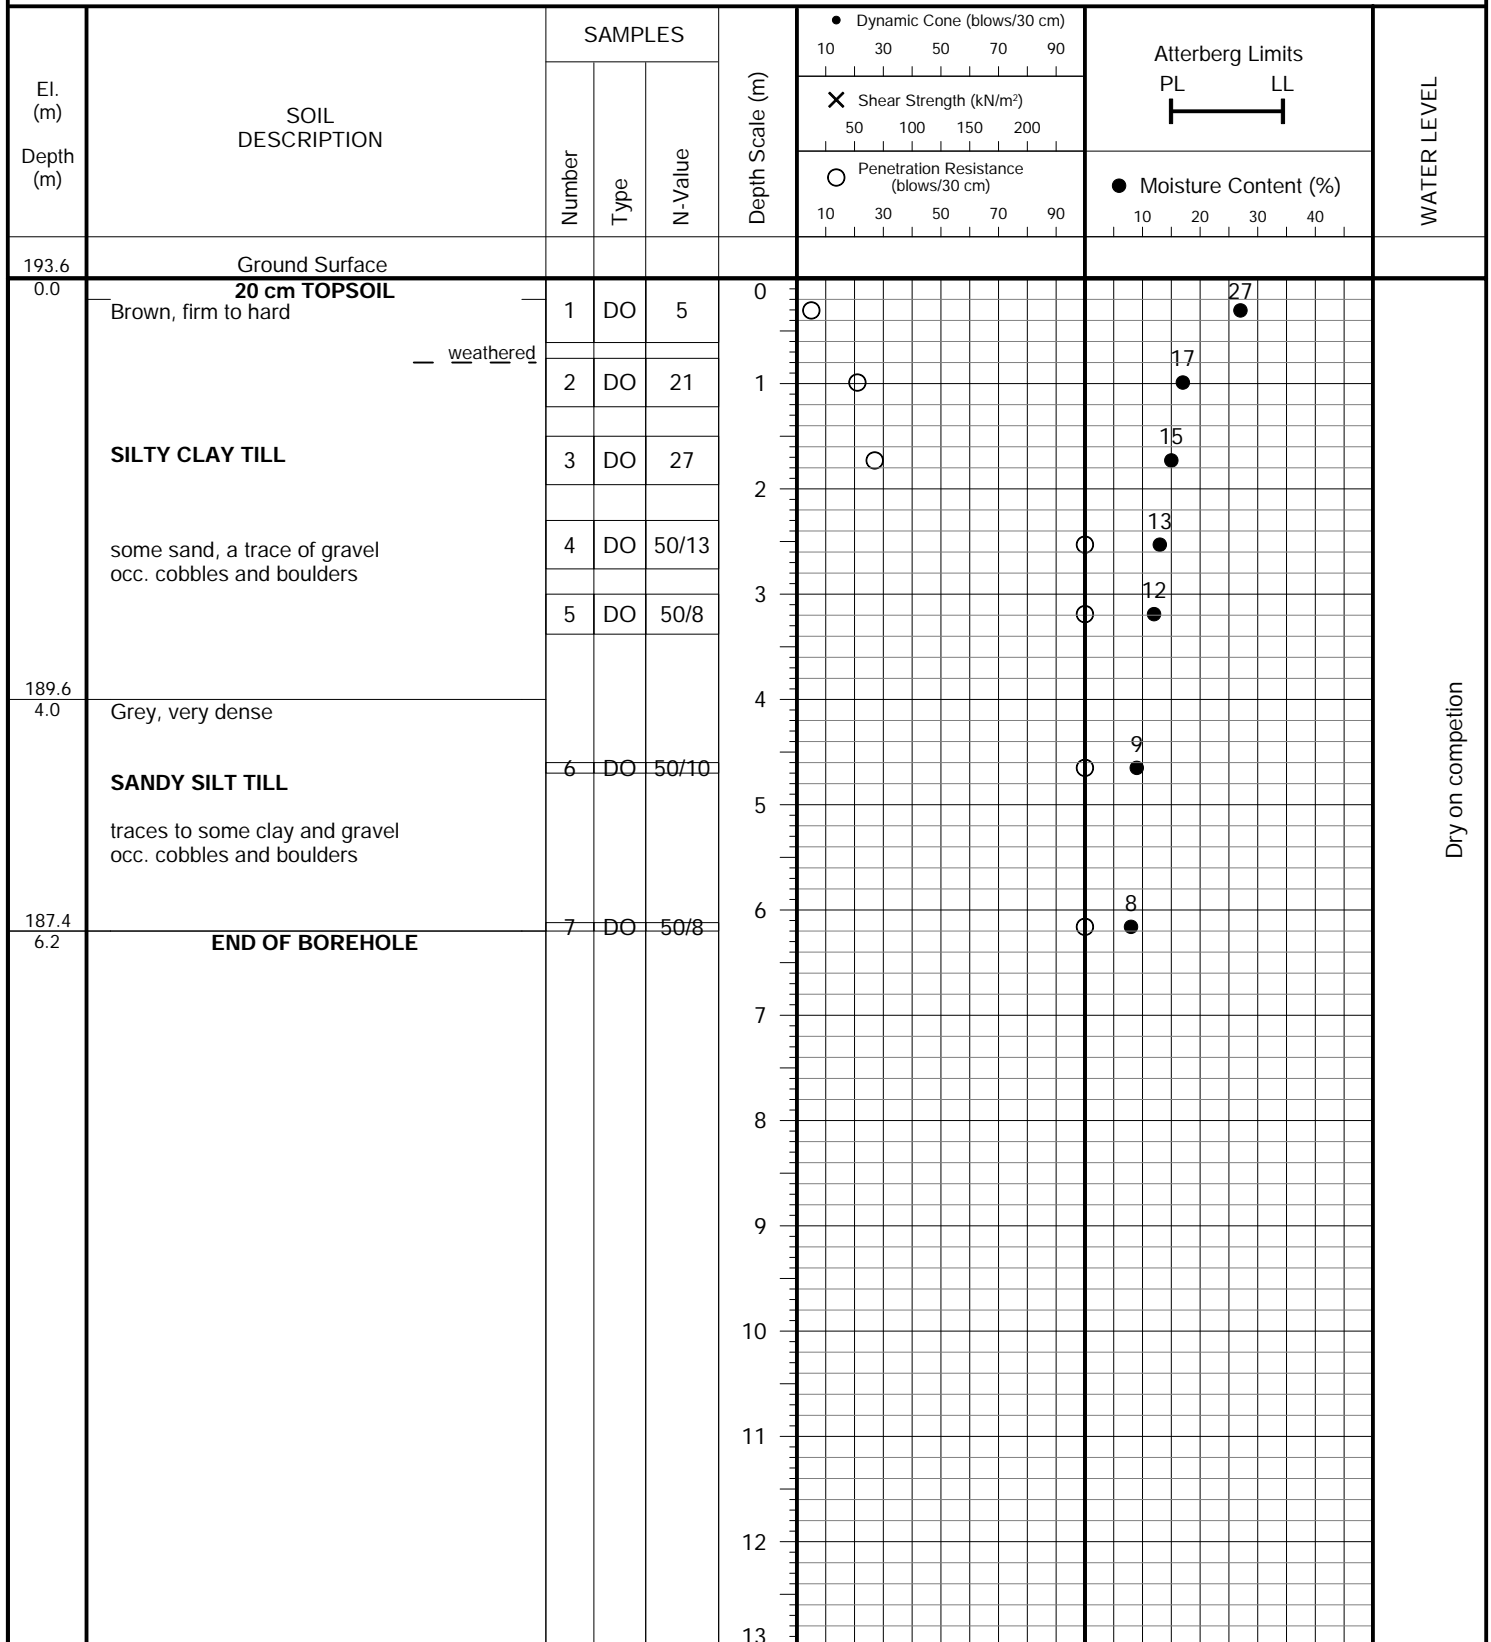 El.
(m)
Depth
(m)
SOIL
DESCRIPTION
SAMPLES
Number
Type
N-Value
Depth Scale (m)
Dynamic Cone (blows/30 cm)
10 30 50 70 90
Shear Strength (kN/m²)
50 100 150 200
Penetration Resistance
(blows/30 cm)
10 30 50 70 90
Atterberg Limits
PL LL
Moisture Content (%)
10 20 30 40
WATER LEVEL
193.6 Ground Surface
0.0 20 cm TOPSOIL 0 27
Brown, firm to hard 1 DO 5
weathered 17
2 DO 21 1
15
SILTY CLAY TILL 3 DO 27
2
13
some sand, a trace of gravel 4 DO 50/13
occ. cobbles and boulders
3 12
5 DO 50/8
189.6
4.0 Grey, very dense 4
9
6 DO 50/10
SANDY SILT TILL
5
traces to some clay and gravel
occ. cobbles and boulders
Dry on competion
187.4 6 8
7 DO 50/8
6.2 END OF BOREHOLE
7
8
9
10
11
12
13